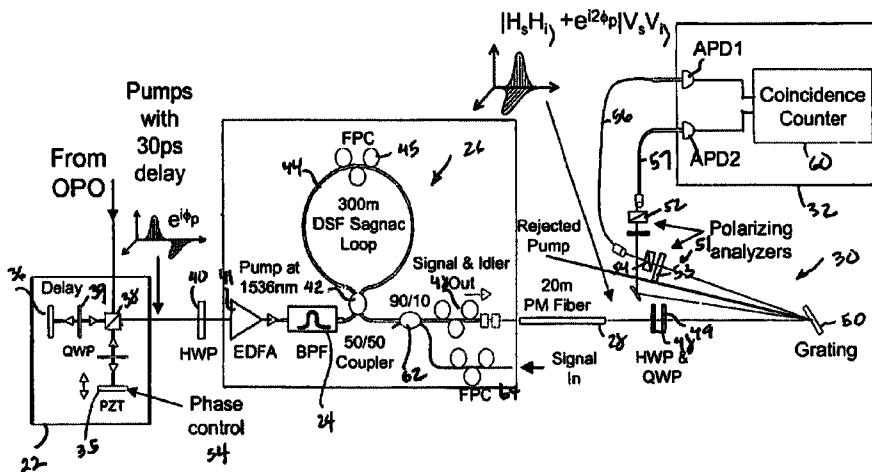 |HₛHᵢ⟩ +eⁱ²ᶲᵖ|VₛVᵢ⟩
APD1
Coincidence
Counter
60
APD2
32
56
57
52
Pumps
with
30ps
delay
From
OPO
eⁱᶲᵖ
FPC
45
26
44
300m
DSF Sagnac
Loop
Rejected
Pump
Polarizing
analyzers
51
54
53
30
36
Delay
39
38
40
41
Pump at
1536nm
42
Signal & Idler
Out
48
90/10
20m
PM Fiber
QWP
HWP
EDFA
BPF
50/50
Coupler
62
28
48
49
HWP &
QWP
50
Grating
Signal
In
FPC
64
24
PZT
Phase
control
54
22
35